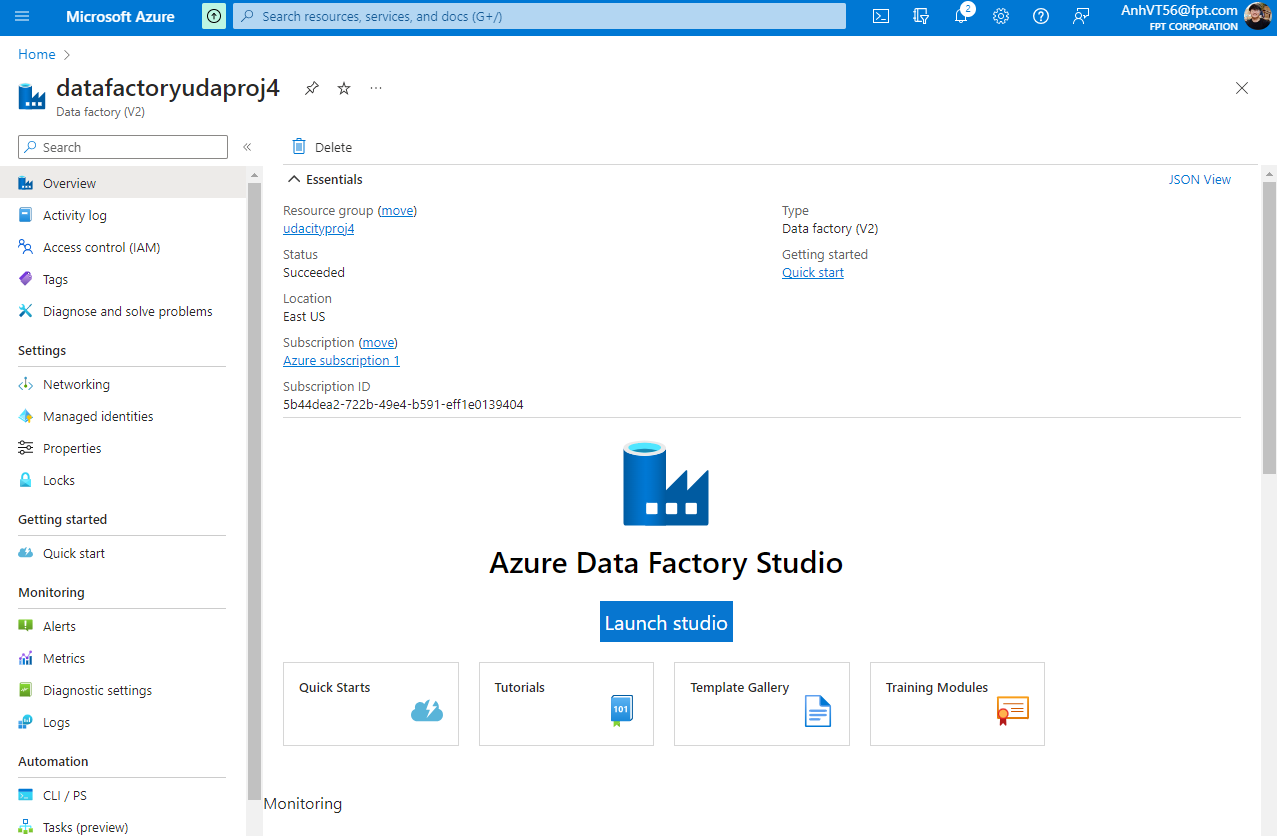 Microsoft Azure
Search resources, services, and docs (G+/)
2
AnhVT56@fpt.com
FPT CORPORATION
Home
datafactoryudaproj4
Data factory (V2)
Search
Delete
Overview
Activity log
Access control (IAM)
Tags
Diagnose and solve problems
Settings
Networking
Managed identities
Properties
Locks
Getting started
Quick start
Monitoring
Alerts
Metrics
Diagnostic settings
Logs
Automation
CLI / PS
Tasks (preview)
Essentials
JSON View
Resource group (move)
udacityproj4
Status
Succeeded
Location
East US
Subscription (move)
Azure subscription 1
Subscription ID
5b44dea2-722b-49e4-b591-eff1e0139404
Type
Data factory (V2)
Getting started
Quick start
Azure Data Factory Studio
Launch studio
Quick Starts
Tutorials
101
Template Gallery
Training Modules
Monitoring